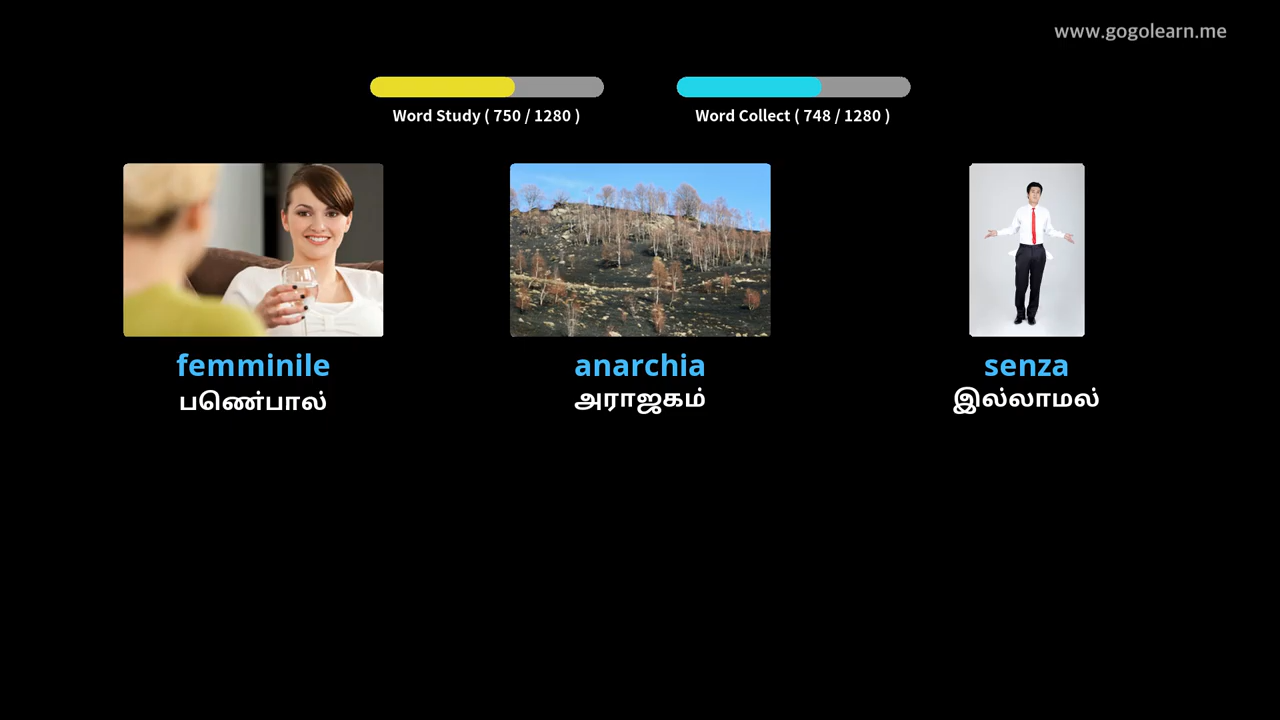 www.gogolearn.me
Word Study ( 750 / 1280 )
Word Collect ( 748 / 1280 )
femminile
anarchia
senza
பெண்பால்
அராஜகம்
இல்லாமல்